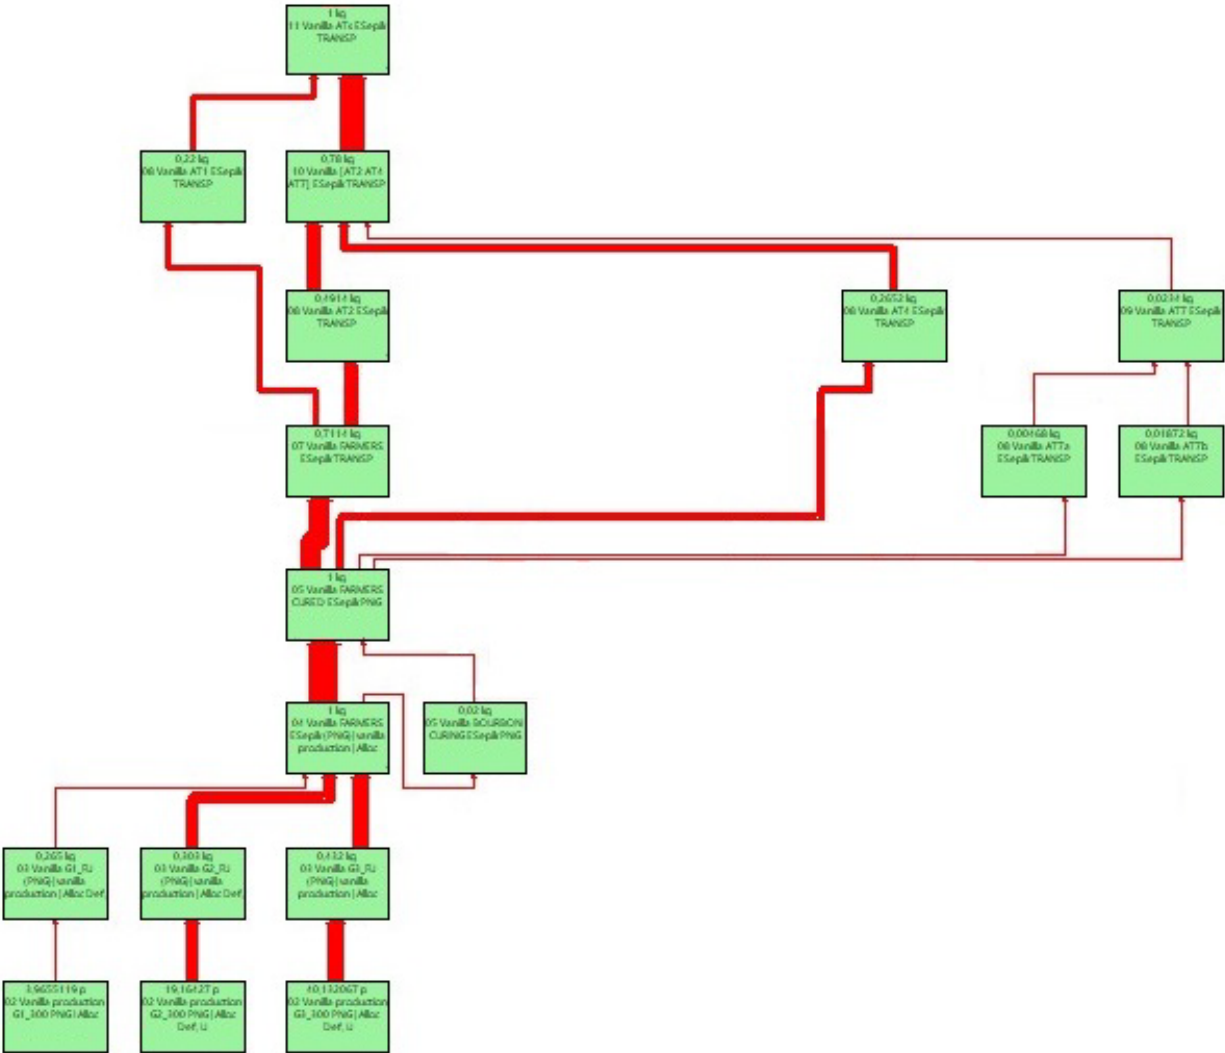 1 kg
11 Vanilla ATs ESepik
TRANSP
0,22 kg
08 Vanilla AT1 ESepik
TRANSP
0,78 kg
10 Vanilla [AT2 AT4
AT7] ESepik TRANSP
0,4914 kg
08 Vanilla AT2 ESepik
TRANSP
0,2652 kg
08 Vanilla AT4 ESepik
TRANSP
0,0234 kg
09 Vanilla AT7 ESepik
TRANSP
0,7114 kg
07 Vanilla FARMERS
ESepik TRANSP
0,00468 kg
08 Vanilla AT7a
ESepik TRANSP
0,01872 kg
08 Vanilla AT7b
ESepik TRANSP
1 kg
05 Vanilla FARMERS
CURED ESepik PNG
1 kg
04 Vanilla FARMERS
ESepik {PNG}| vanilla
production | Alloc
0,02 kg
05 Vanilla BOURBON
CURING ESepik PNG
0,265 kg
03 Vanilla G1_RJ
{PNG}| vanilla
production | Alloc Def,
0,303 kg
03 Vanilla G2_RJ
{PNG}| vanilla
production | Alloc Def,
0,432 kg
03 Vanilla G3_RJ
{PNG}| vanilla
production | Alloc
3,9655119 p
02 Vanilla production
G1_300 PNG| Alloc
19,16427 p
02 Vanilla production
G2_300 PNG| Alloc
Def, U
40,132067 p
02 Vanilla production
G3_300 PNG| Alloc
Def, U